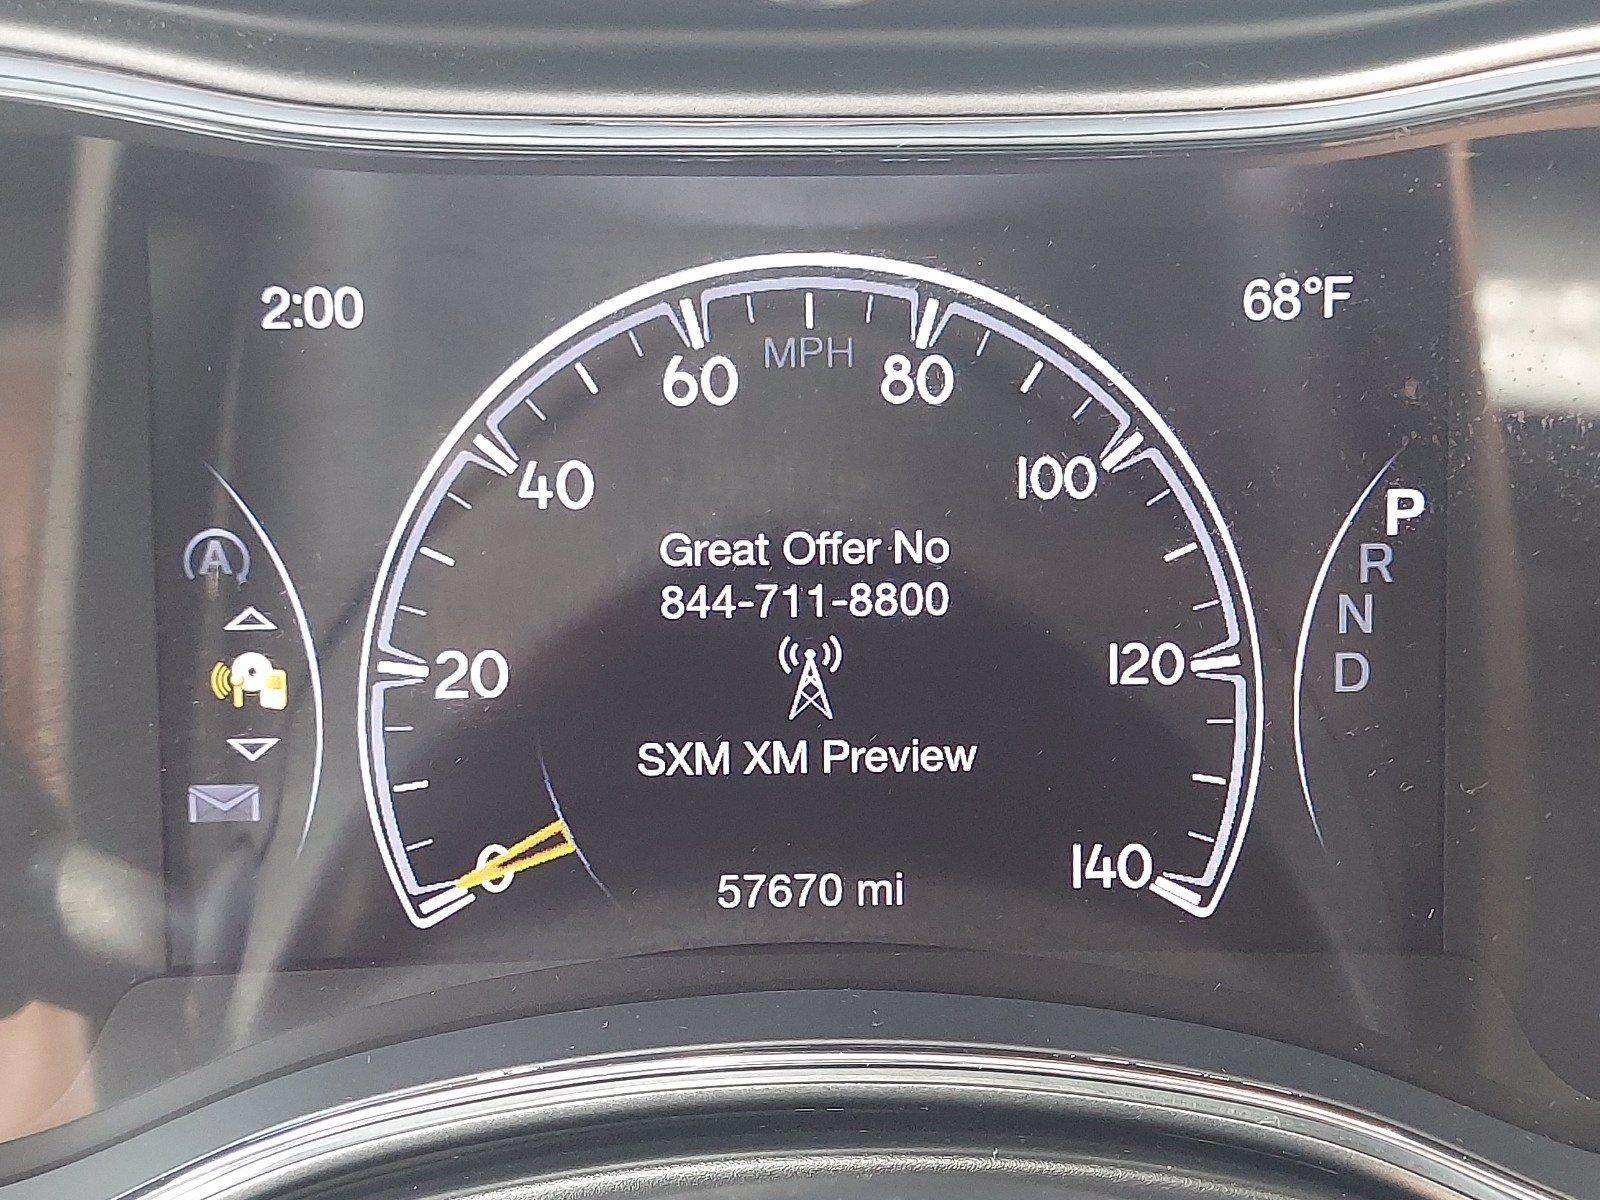 2:00
68°F
MPH
60
80
40
100
Great Offer No
844-711-8800
20
120
SXM XM Preview
0
140
57670 mi
A
P
R
N
D